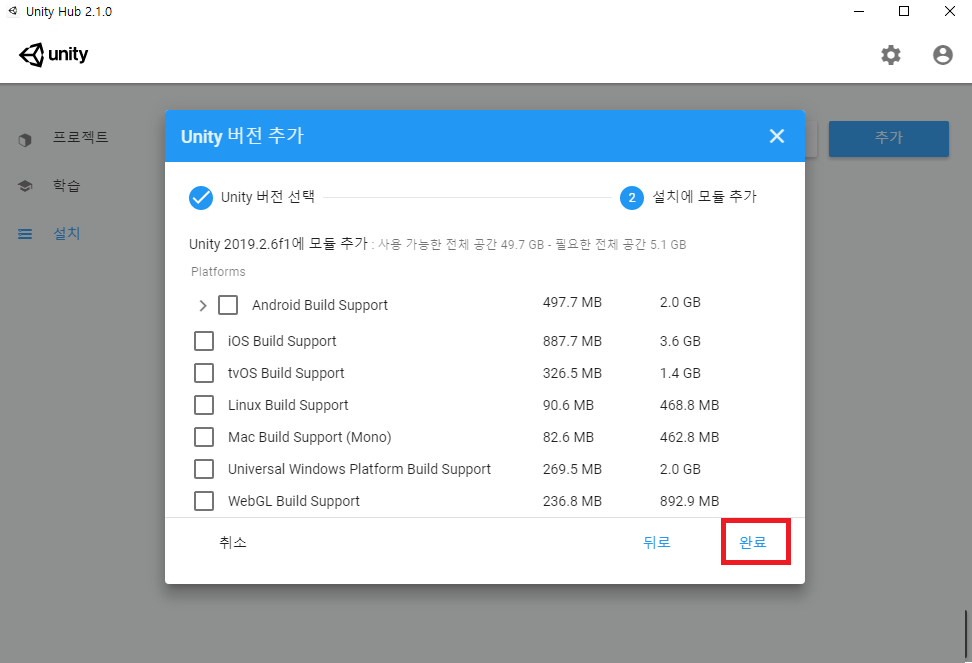 Unity Hub 2.1.0
unity
프로젝트
학습
설치
추가
Unity 버전 추가
Unity 버전 선택
2 설치에 모듈 추가
Unity 2019.2.6f1에 모듈 추가 : 사용 가능한 전체 공간 49.7 GB - 필요한 전체 공간 5.1 GB
Platforms
Android Build Support 497.7 MB 2.0 GB
iOS Build Support 887.7 MB 3.6 GB
tvOS Build Support 326.5 MB 1.4 GB
Linux Build Support 90.6 MB 468.8 MB
Mac Build Support (Mono) 82.6 MB 462.8 MB
Universal Windows Platform Build Support 269.5 MB 2.0 GB
WebGL Build Support 236.8 MB 892.9 MB
취소 뒤로 완료